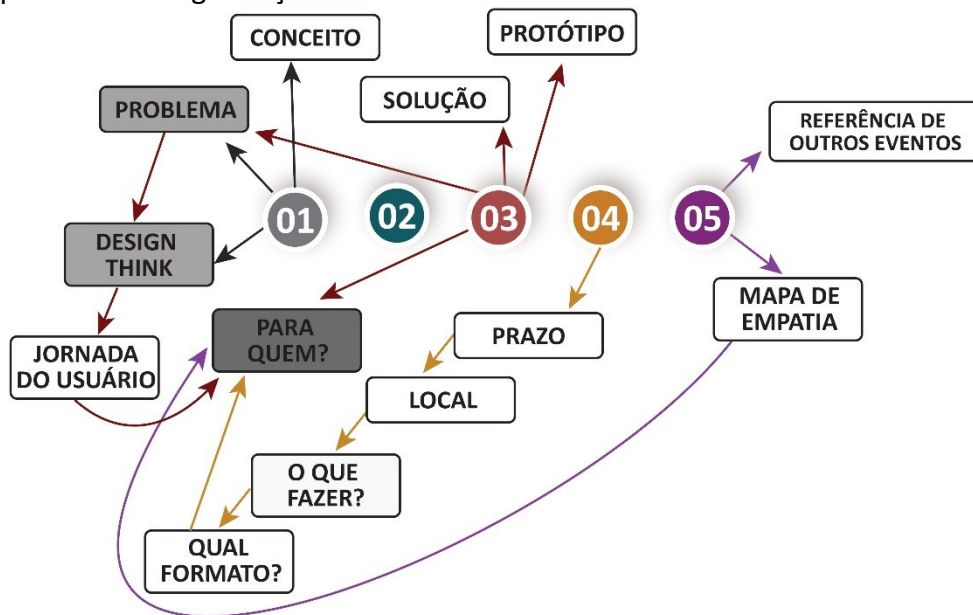 CONCEITO
PROTÓTIPO
PROBLEMA
SOLUÇÃO
REFERÊNCIA DE
OUTROS EVENTOS
01
02
03
04
05
DESIGN
THINK
MAPA DE
EMPATIA
PARA
QUEM?
PRAZO
JORNADA
DO USUÁRIO
LOCAL
O QUE
FAZER?
QUAL
FORMATO?